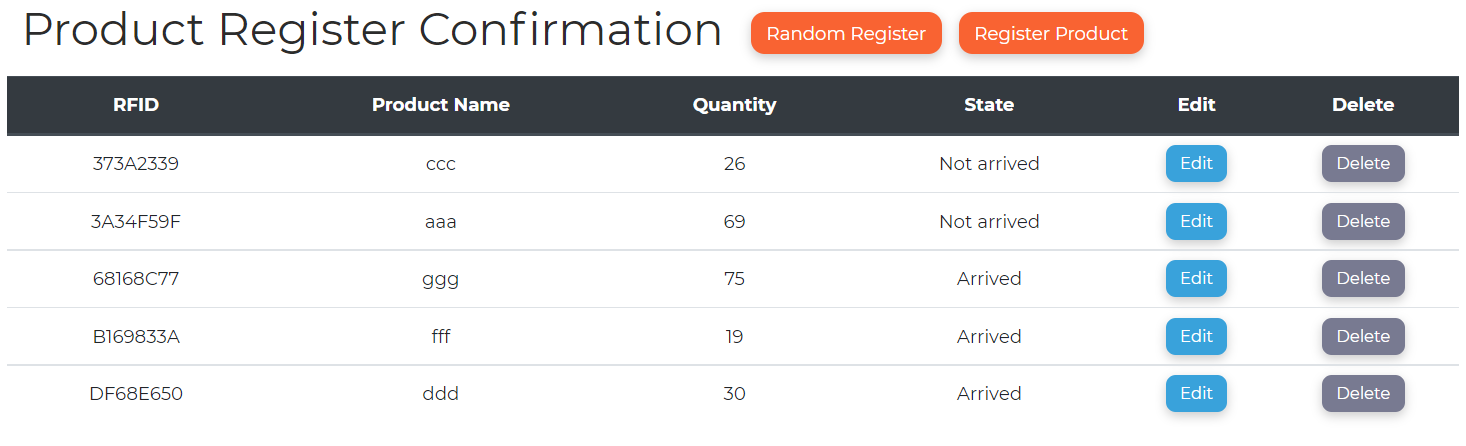 Product Register Confirmation Random Register Register Product
RFID Product Name Quantity State Edit Delete
373A2339 ccc 26 Not arrived Edit Delete
3A34F59F aaa 69 Not arrived Edit Delete
68168C77 ggg 75 Arrived Edit Delete
B169833A fff 19 Arrived Edit Delete
DF68E650 ddd 30 Arrived Edit Delete